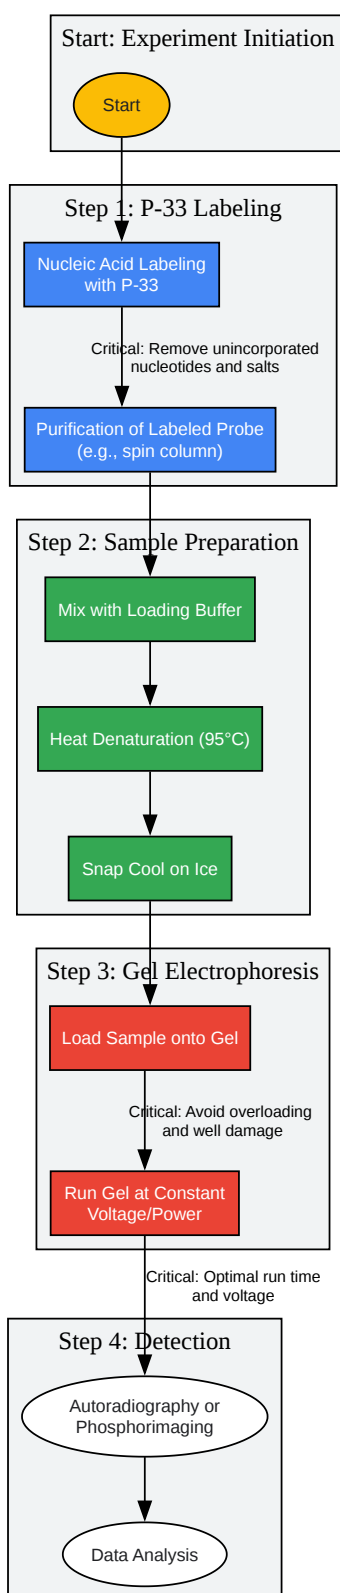 Start: Experiment Initiation
Start
Step 1: P-33 Labeling
Nucleic Acid Labeling
with P-33
Critical: Remove unincorporated
nucleotides and salts
Purification of Labeled Probe
(e.g., spin column)
Step 2: Sample Preparation
Mix with Loading Buffer
Heat Denaturation (95°C)
Snap Cool on Ice
Step 3: Gel Electrophoresis
Load Sample onto Gel
Critical: Avoid overloading
and well damage
Run Gel at Constant
Voltage/Power
Critical: Optimal run time
and voltage
Step 4: Detection
Autoradiography or
Phosphorimaging
Data Analysis